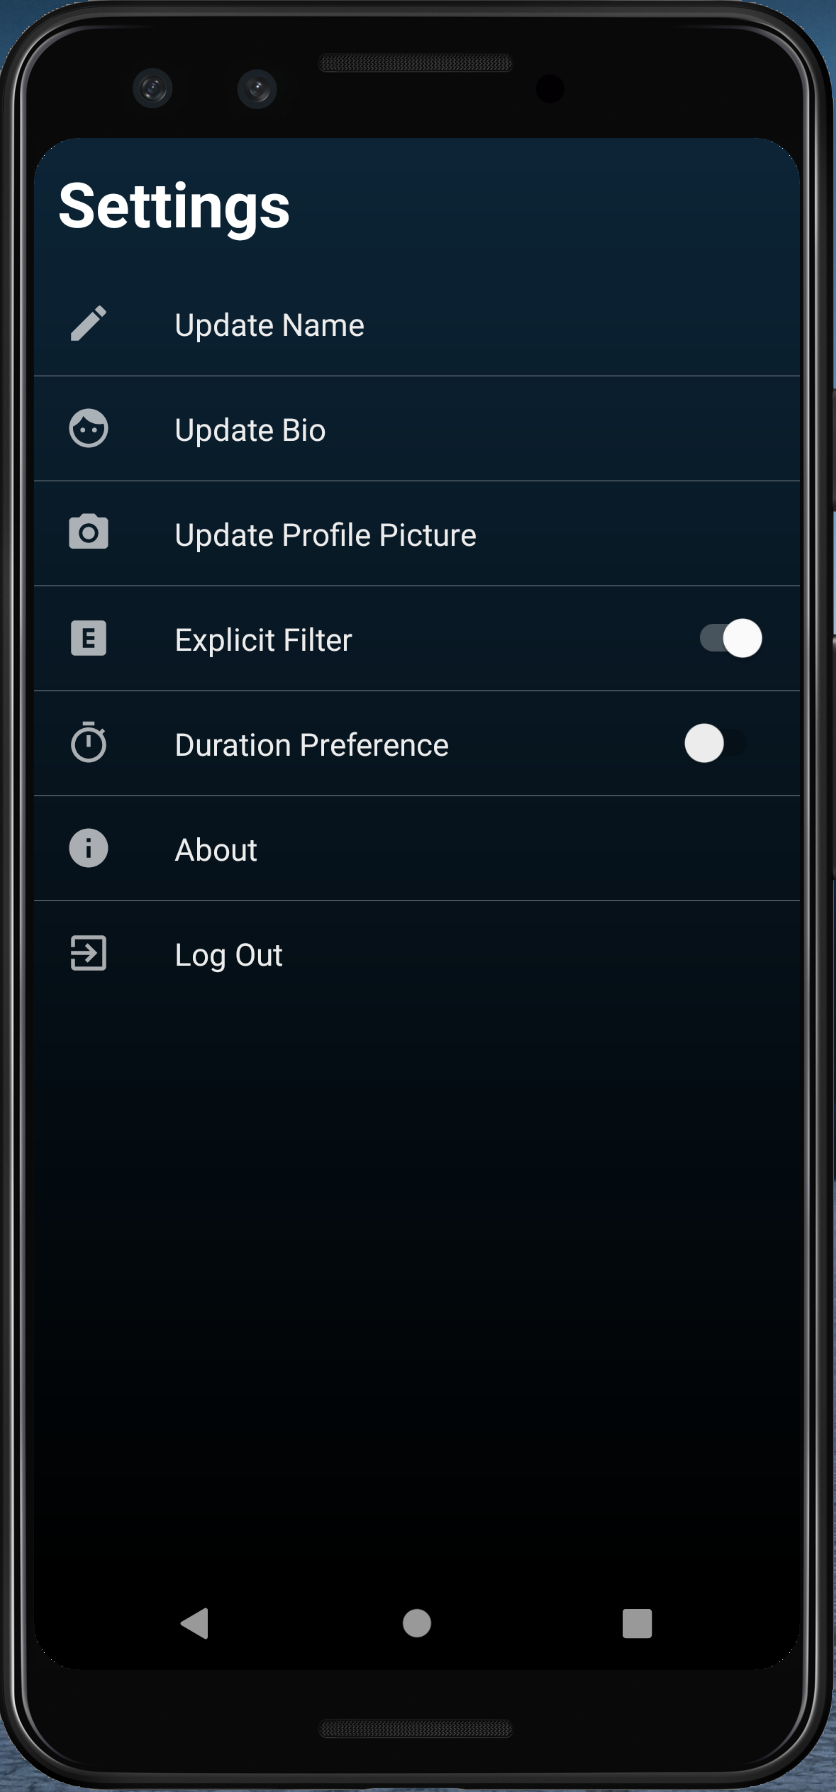 Settings
Update Name
Update Bio
Update Profile Picture
E Explicit Filter
Duration Preference
About
Log Out